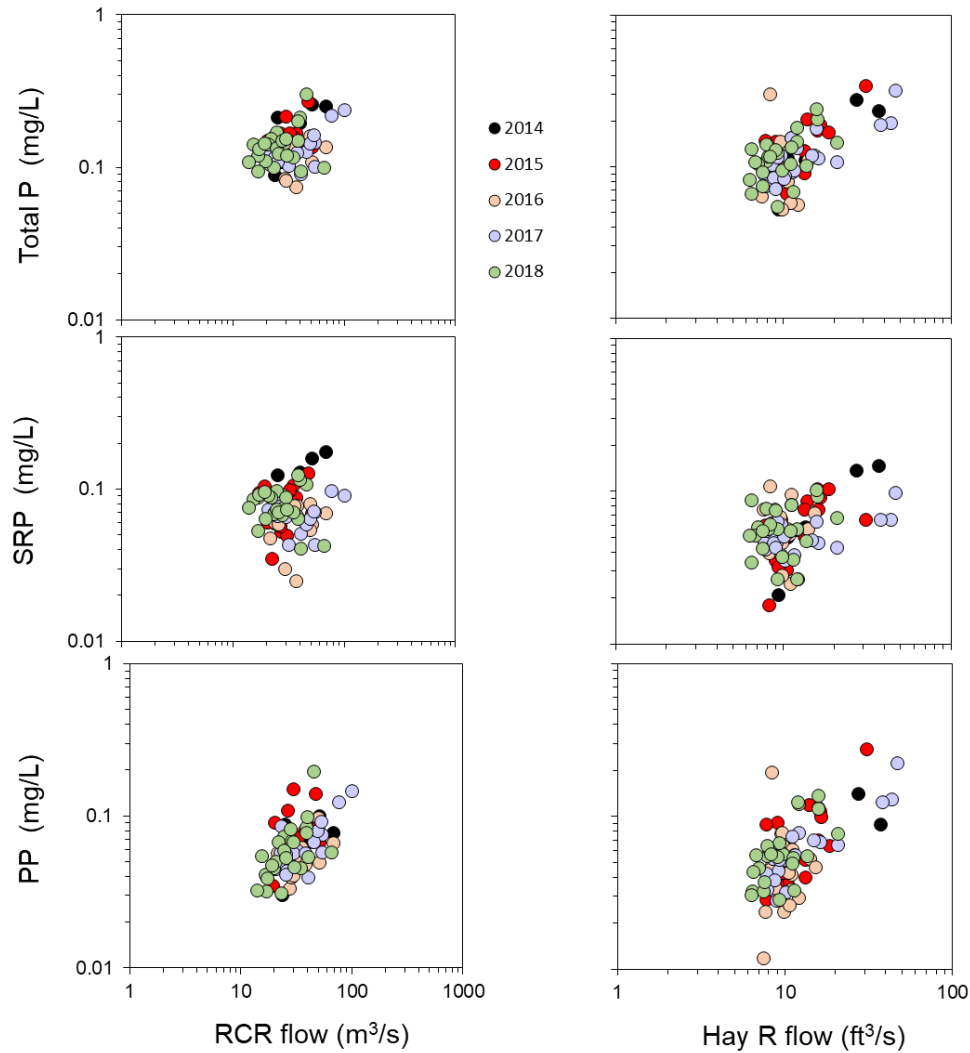 1
Total P (mg/L)
0.1
0.01
2014
2015
2016
2017
2018
1
SRP (mg/L)
0.1
0.01
1
PP (mg/L)
0.1
0.01
1 10 100 1000
RCR flow (m³/s)
1 10 100
Hay R flow (ft³/s)